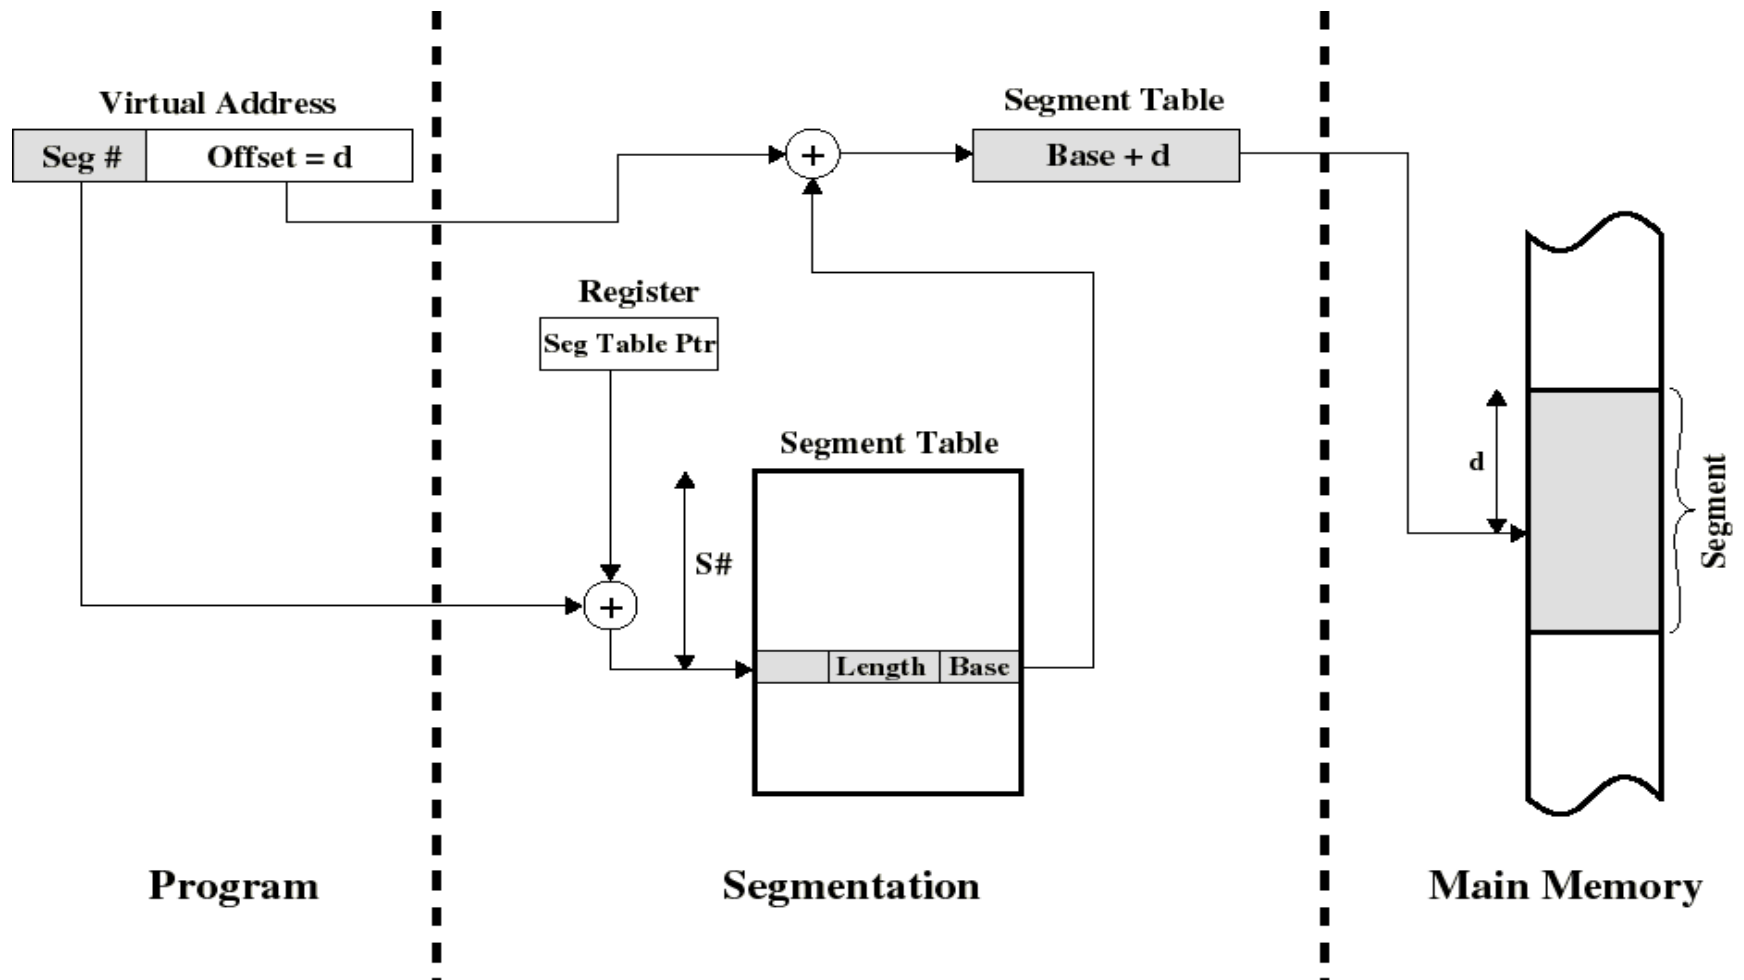 Virtual Address
Seg #
Offset = d
+
Segment Table
Base + d
Register
Seg Table Ptr
Segment Table
S#
+
Length
Base
d
Segment
Program
Segmentation
Main Memory